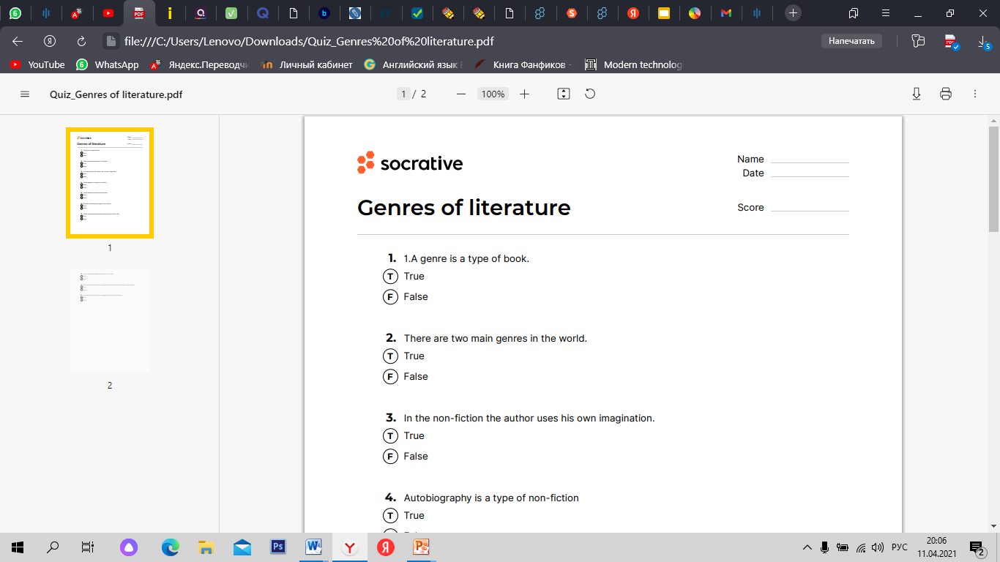 file:///C:/Users/Lenovo/Downloads/Quiz_Genres%20of%20literature.pdf
Напечатать
5
YouTube
WhatsApp
Яндекс.Переводч
Личный кабинет
Английский язык
Книга Фанфиков -
Modern technolog
Quiz_Genres of literature.pdf
1 / 2
100%
1
2
socrative
Name
Date
Genres of literature
Score
1. 1.A genre is a type of book.
T True
F False
2. There are two main genres in the world.
T True
F False
3. In the non-fiction the author uses his own imagination.
T True
F False
4. Autobiography is a type of non-fiction
T True
РУС
20:06
11.04.2021
2